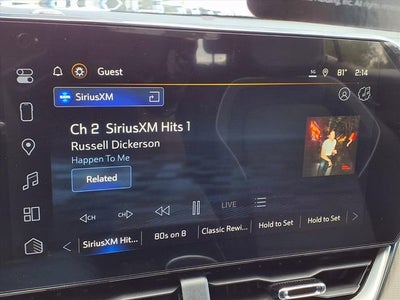 Guest
5G
81°
2:14
SiriusXM
Ch 2 SiriusXM Hits 1
Russell Dickerson
Happen To Me
Related
CH
CH
LIVE
SiriusXM Hit...
80s on 8
Classic Rewi...
Hold to Set
Hold to Set